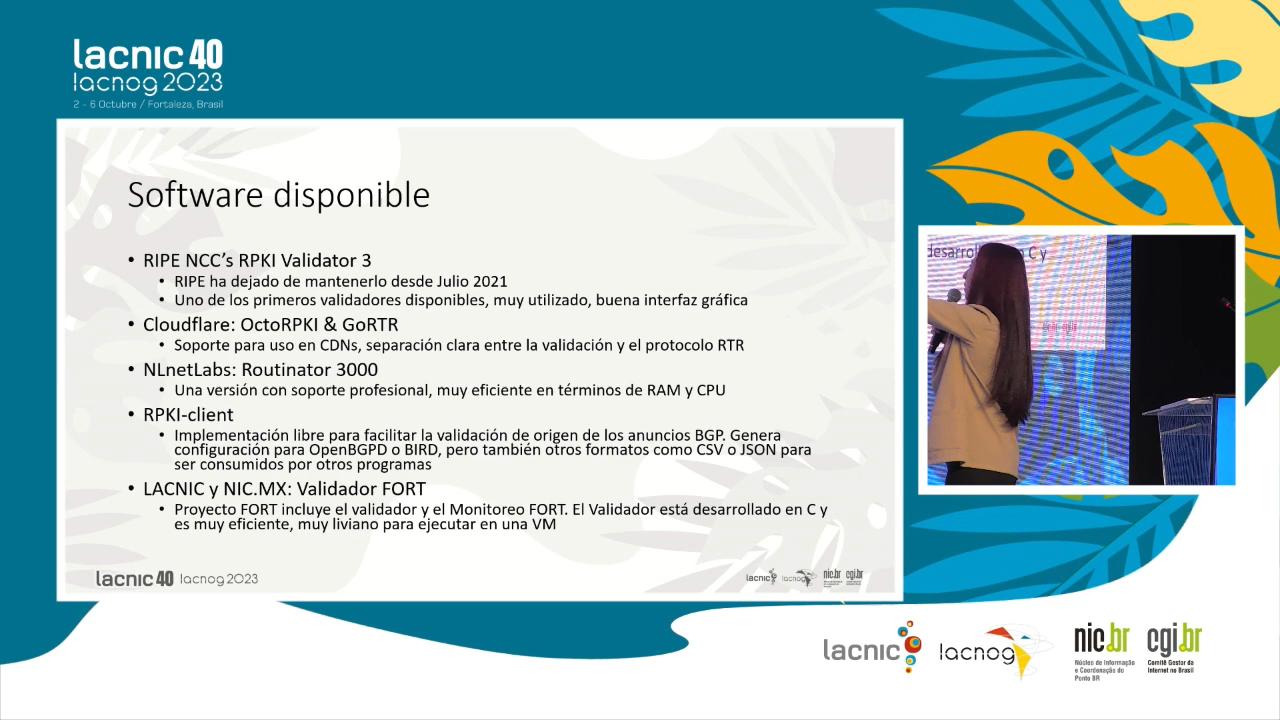 lacnic 40
lacnog 2023
2 - 6 Octubre / Fortaleza, Brasil
Software disponible
• RIPE NCC's RPKI Validator 3
• RIPE ha dejado de mantenerlo desde Julio 2021
• Uno de los primeros validadores disponibles, muy utilizado, buena interfaz gráfica
• Cloudflare: OctoRPKI & GoRTR
• Soporte para uso en CDNs, separación clara entre la validación y el protocolo RTR
• NLnetLabs: Routinator 3000
• Una versión con soporte profesional, muy eficiente en términos de RAM y CPU
• RPKI-client
• Implementación libre para facilitar la validación de origen de los anuncios BGP. Genera
configuración para OpenBGPD o BIRD, pero también otros formatos como CSV o JSON para
ser consumidos por otros programas
• LACNIC y NIC.MX: Validador FORT
• Proyecto FORT incluye el validador y el Monitoreo FORT. El Validador está desarrollado en C y
es muy eficiente, muy liviano para ejecutar en una VM
lacnic 40 lacnog 2023
lacnic lacnog nic.br cgi.br
desarrol C y
lacnic lacnog nic.br cgi.br
Núcleo de Informação
e Coordenação do
Ponto BR
Comitê Gestor da
Internet no Brasil